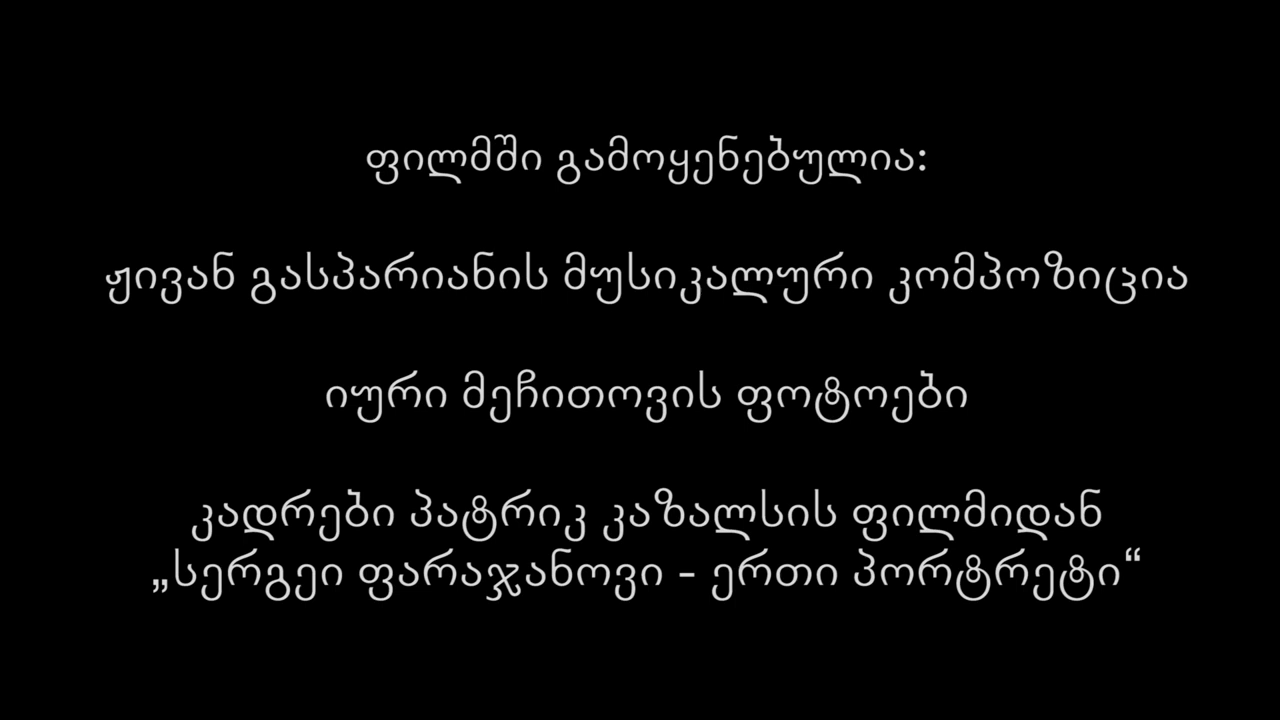 ფილმში გამოყენებულია:
ჟივან გასპარიანის მუსიკალური კომპოზიცია
იური მეჩითოვის ფოტოები
კადრები პატრიკ კაზალსის ფილმიდან
„სერგეი ფარაჯანოვი - ერთი პორტრეტი“